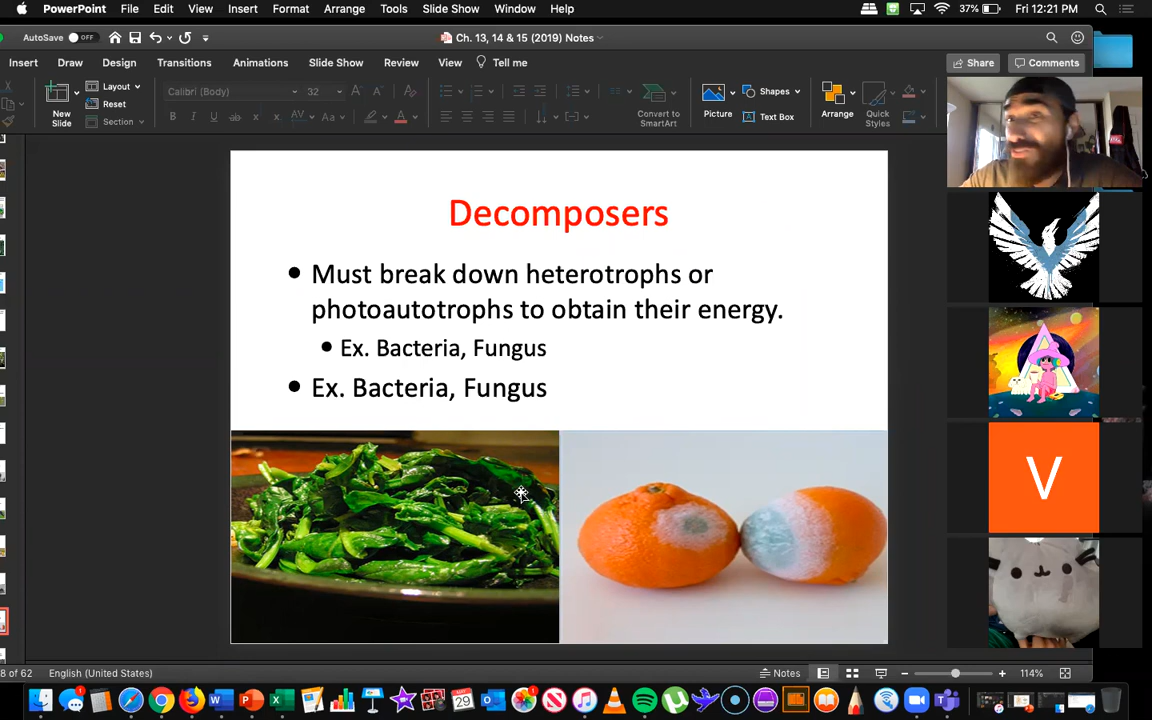 PowerPoint File Edit View Insert Format Arrange Tools Slide Show Window Help 37% Fri 12:21 PM
AutoSave OFF Ch. 13, 14 & 15 (2019) Notes
Insert Draw Design Transitions Animations Slide Show Review View Tell me Share Comments
New Slide Layout Reset Section
Calibri (Body) 32
B I U ab AV Aa A
Convert to SmartArt
Picture Shapes Text Box
Arrange Quick Styles
Decomposers
• Must break down heterotrophs or
photoautotrophs to obtain their energy.
• Ex. Bacteria, Fungus
• Ex. Bacteria, Fungus
V
8 of 62 English (United States) Notes 114%
29